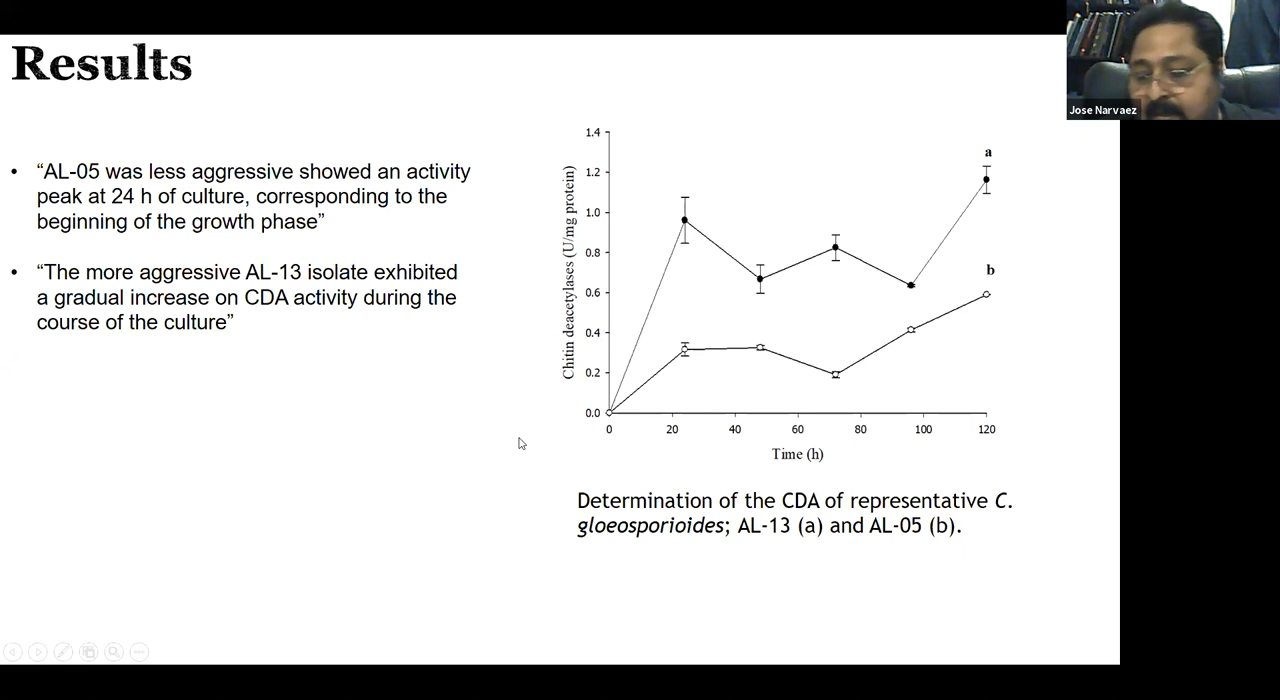 Results
Jose Narvaez
• “AL-05 was less aggressive showed an activity
peak at 24 h of culture, corresponding to the
beginning of the growth phase”
• “The more aggressive AL-13 isolate exhibited
a gradual increase on CDA activity during the
course of the culture”
Chitin deacetylases (U/mg protein)
1.4
1.2
1.0
0.8
0.6
0.4
0.2
0.0
a
b
0 20 40 60 80 100 120
Time (h)
Determination of the CDA of representative C.
gloeosporioides; AL-13 (a) and AL-05 (b).